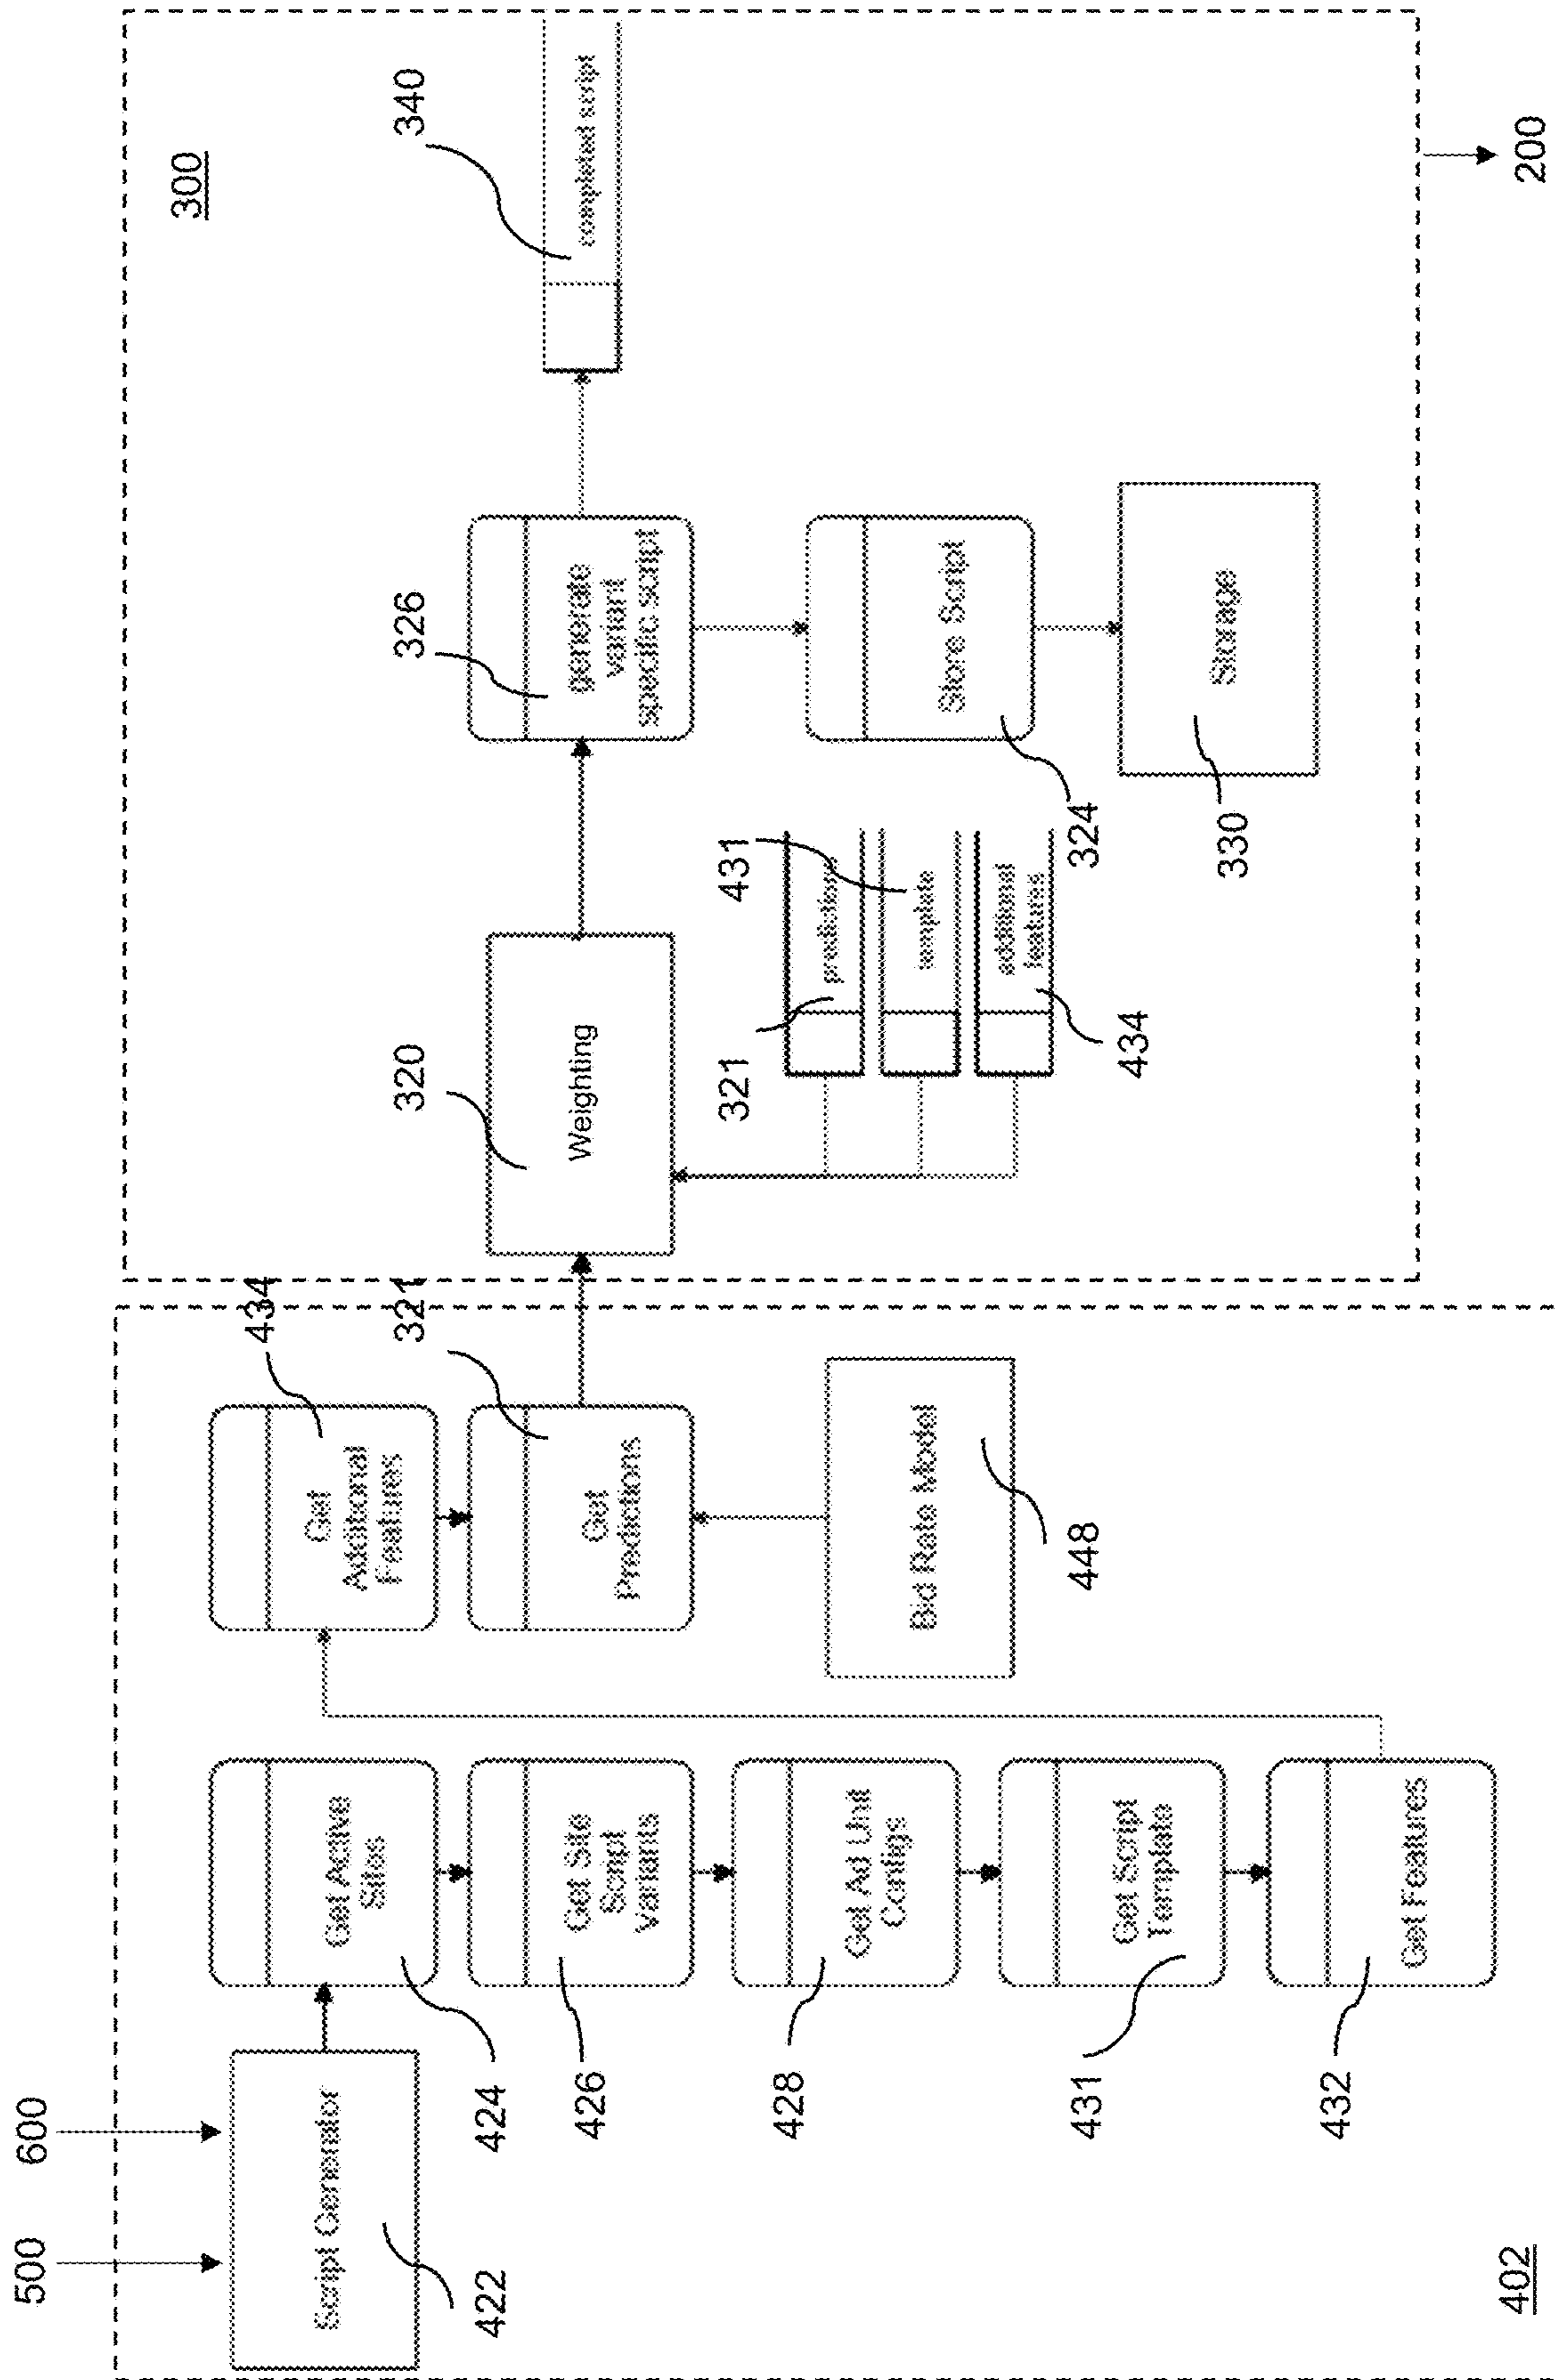 500
600
Script Generator
422
Get Active
Sites
424
Get Site
Script
Variants
426
Get Ad Unit
Configs
428
Get Script
Template
431
Get Features
432
402
Get
Additional
Features
434
Get
Predictions
321
Bid Rate Model
448
300
Weighting
320
predictions
321
template
431
additional
features
434
generate
variant
specific script
326
Store Script
324
Storage
330
completed script
340
200